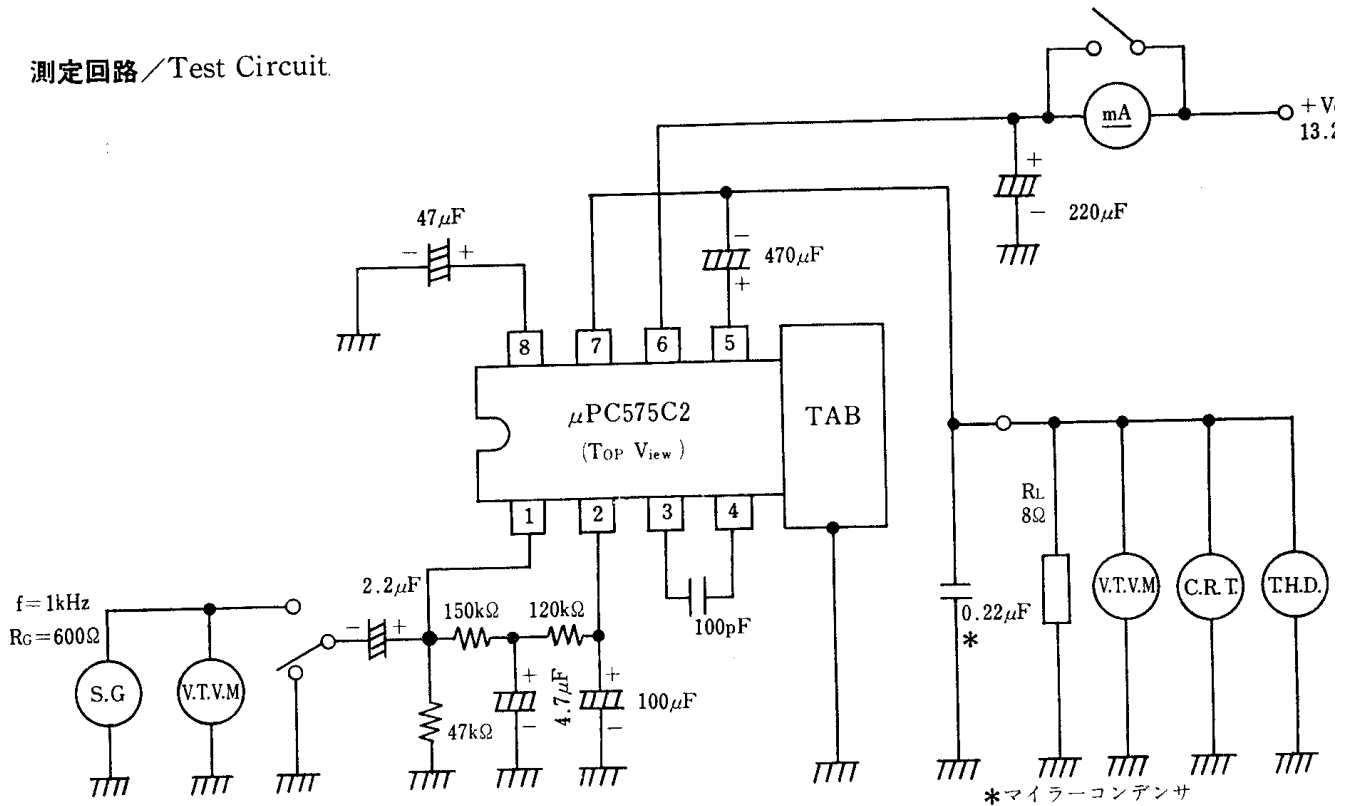 測定回路／Test Circuit
mA
+V
13.2
+
-
220μF
47μF
-
+
-
470μF
+
8
7
6
5
μPC575C2
(TOP View)
TAB
1
2
3
4
RL
8Ω
2.2μF
f=1kHz
RG=600Ω
-
+
150kΩ
120kΩ
100pF
0.22μF
*
V.T.V.M
C.R.T.
T.H.D.
S.G
V.T.V.M
47kΩ
+
-
4.7μF
+
-
100μF
*マイラーコンデンサ